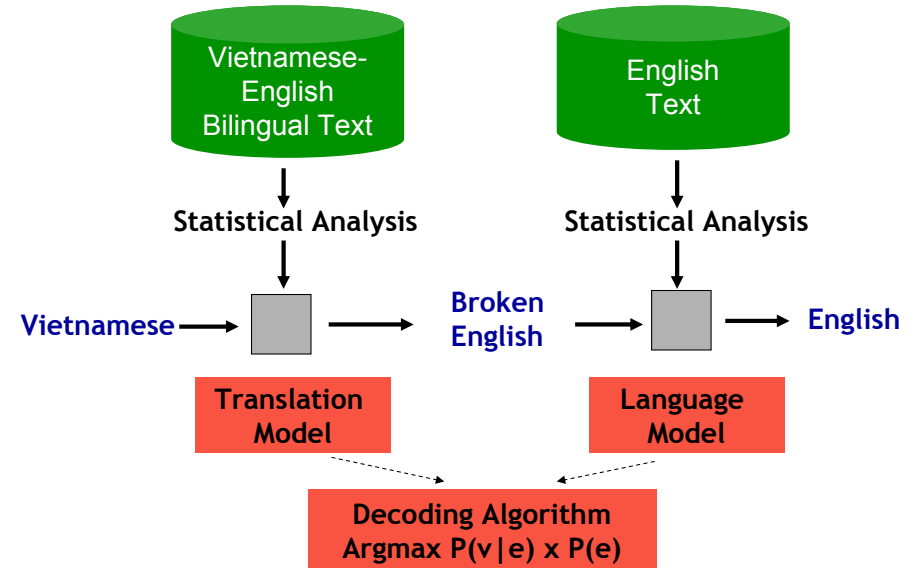 Vietnamese-
English
Bilingual Text
English
Text
Statistical Analysis
Statistical Analysis
Vietnamese
Broken
English
English
Translation
Model
Language
Model
Decoding Algorithm
Argmax P(v|e) x P(e)